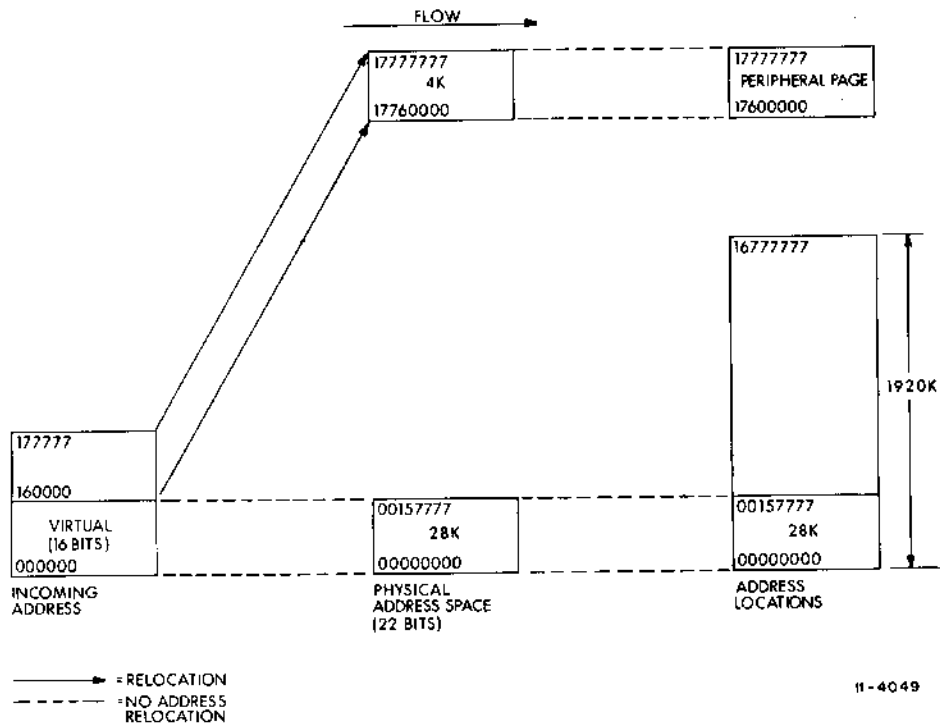 FLOW
17777777
4K
17760000
17777777
PERIPHERAL PAGE
17600000
16777777
1920K
177777
160000
VIRTUAL
(16 BITS)
000000
00157777
28K
00000000
00157777
28K
00000000
INCOMING
ADDRESS
PHYSICAL
ADDRESS SPACE
(22 BITS)
ADDRESS
LOCATIONS
= RELOCATION
= NO ADDRESS
RELOCATION
11-4049